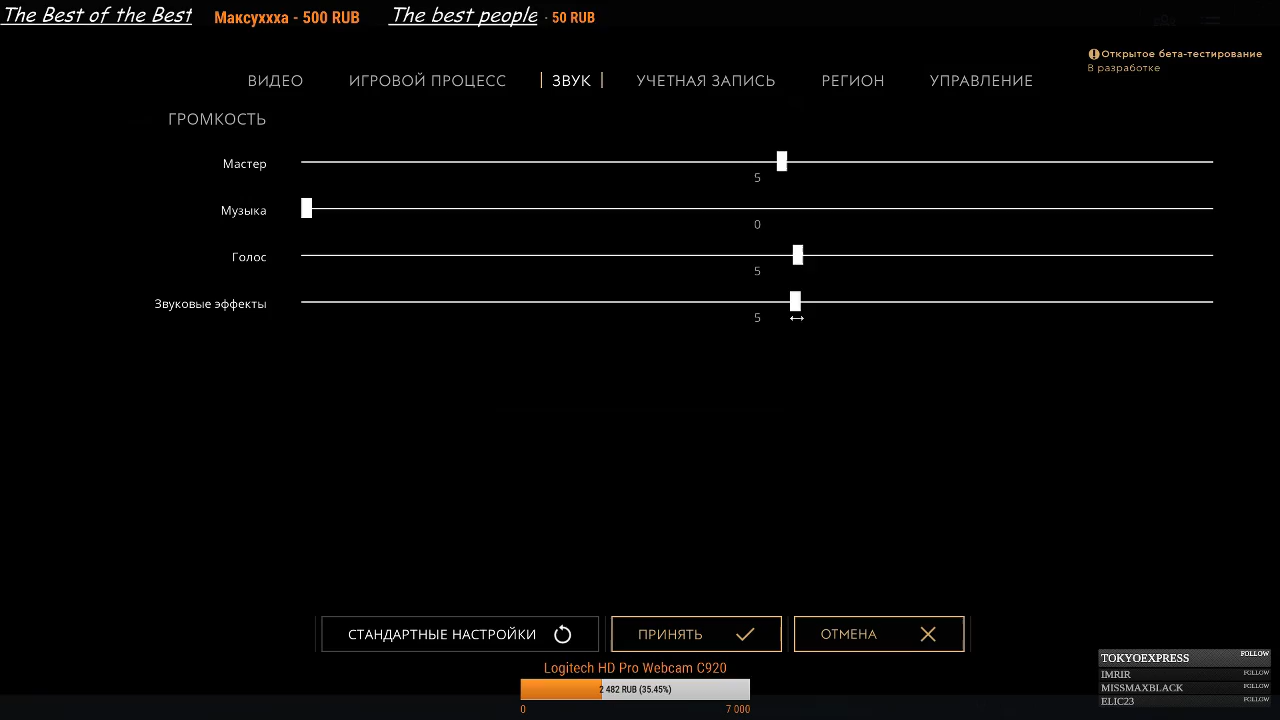 The Best of the Best Максуххха - 500 RUB The best people · 50 RUB
Открытое бета-тестирование
В разработке
ВИДЕО ИГРОВОЙ ПРОЦЕСС ЗВУК УЧЕТНАЯ ЗАПИСЬ РЕГИОН УПРАВЛЕНИЕ
ГРОМКОСТЬ
Мастер
5
Музыка
0
Голос
5
Звуковые эффекты
5
СТАНДАРТНЫЕ НАСТРОЙКИ ПРИНЯТЬ ОТМЕНА
Logitech HD Pro Webcam C920
2 482 RUB (35.45%)
0 7 000
TOKYOEXPRESS FOLLOW
IMRIR FOLLOW
MISSMAXBLACK FOLLOW
ELIC23 FOLLOW